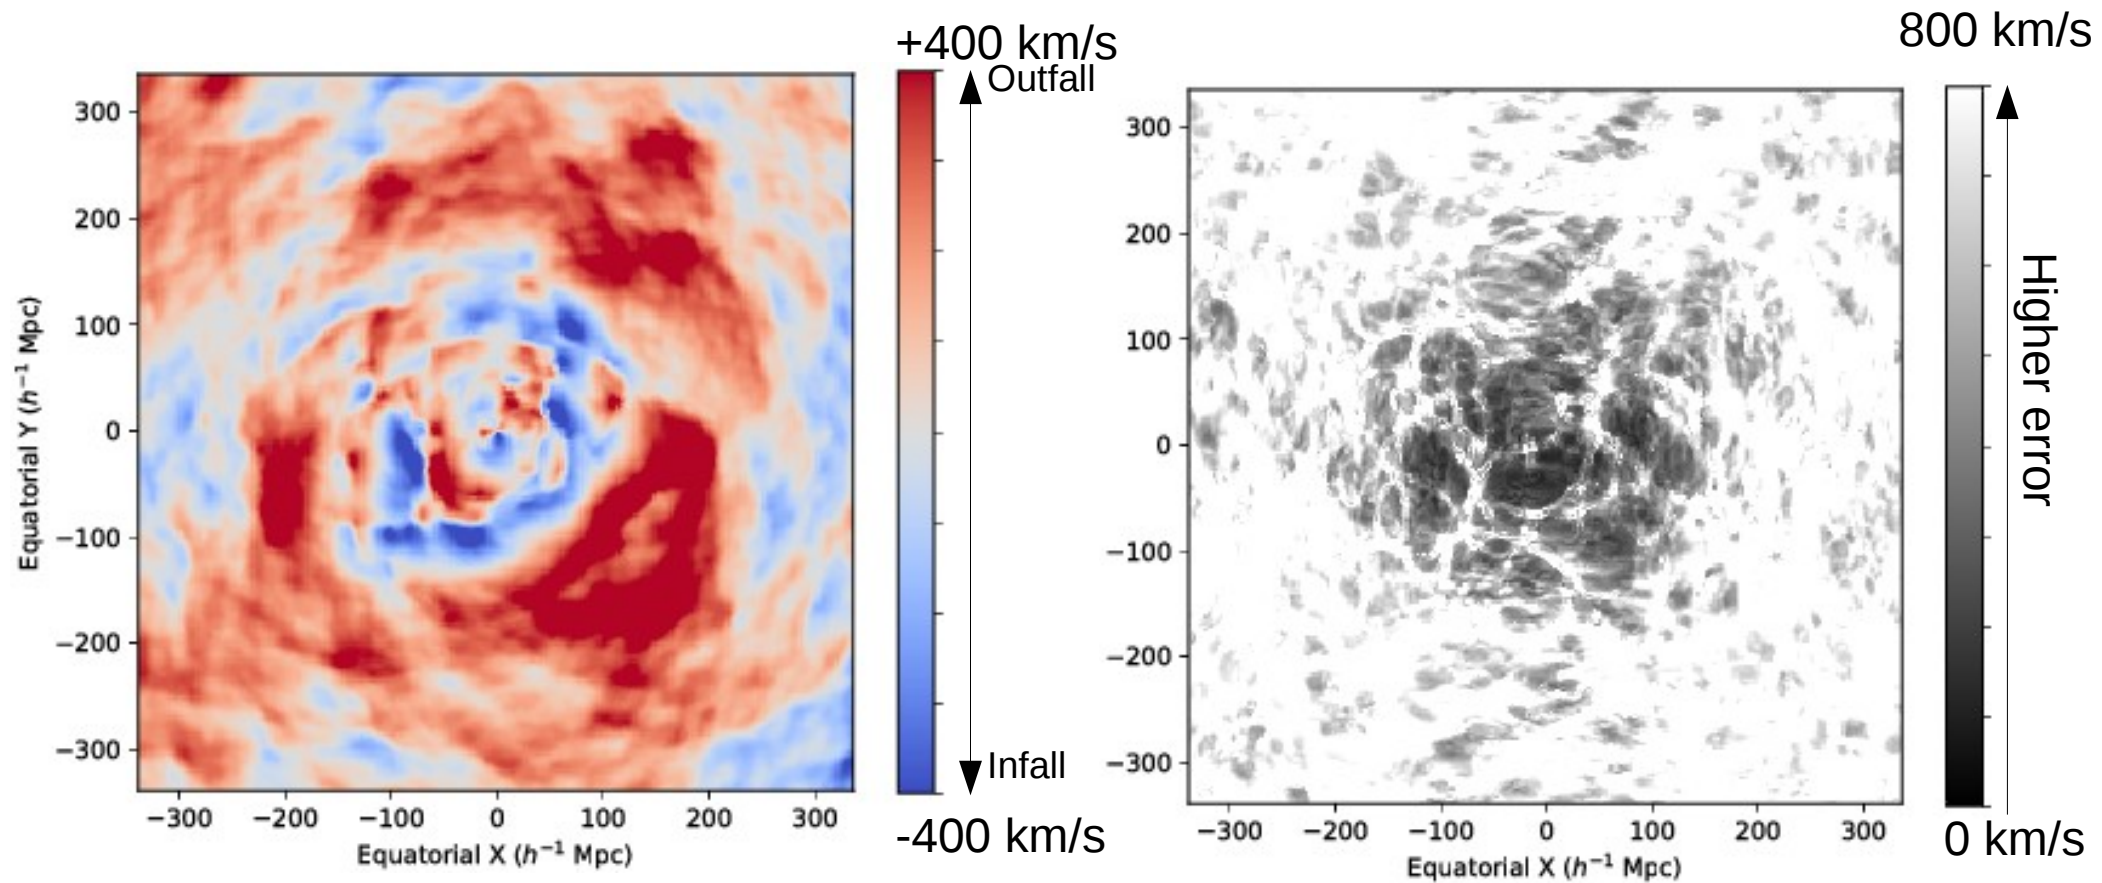 +400 km/s
Outfall
300
200
100
0
−100
−200
−300
Equatorial Y (h⁻¹ Mpc)
−300 −200 −100 0 100 200 300
Equatorial X (h⁻¹ Mpc)
Infall
-400 km/s
800 km/s
300
200
100
0
−100
−200
−300
−300 −200 −100 0 100 200 300
Equatorial X (h⁻¹ Mpc)
Higher error
0 km/s